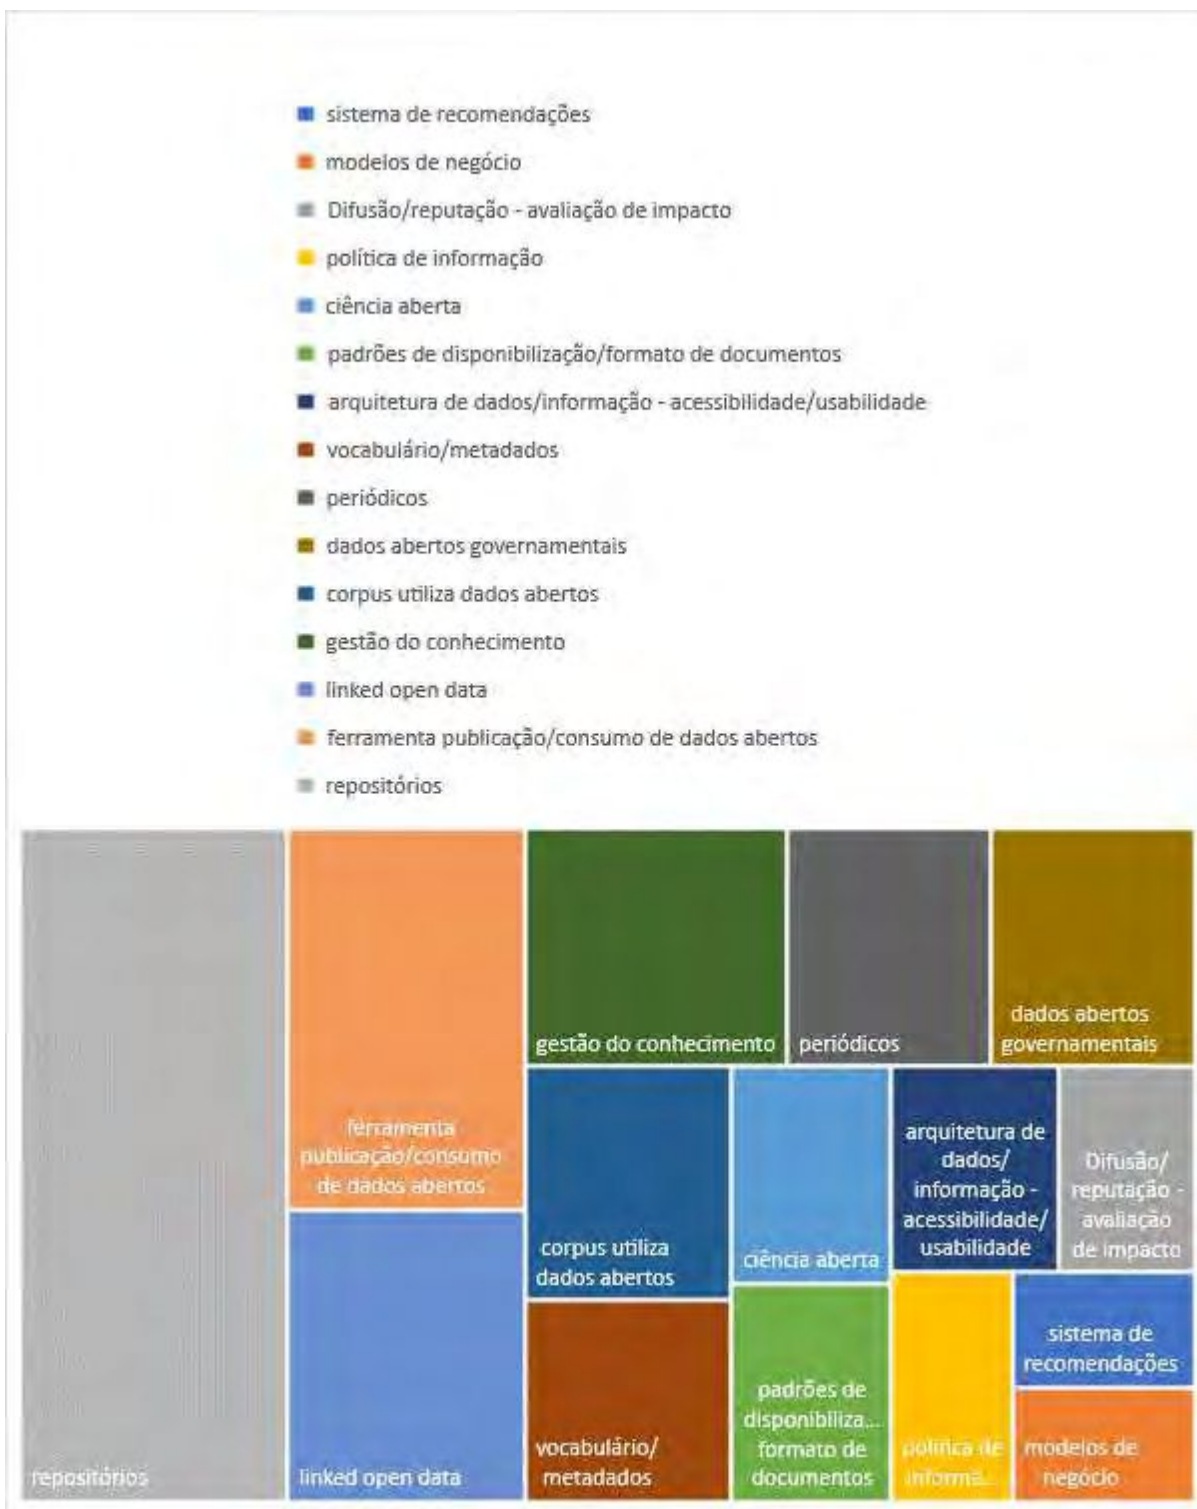 sistema de recomendações
modelos de negócio
Difusão/reputação - avaliação de impacto
política de informação
ciência aberta
padrões de disponibilização/formato de documentos
arquitetura de dados/informação - acessibilidade/usabilidade
vocabulário/metadados
periódicos
dados abertos governamentais
corpus utiliza dados abertos
gestão do conhecimento
linked open data
ferramenta publicação/consumo de dados abertos
repositórios
repositórios
ferramenta
publicação/consumo
de dados abertos
linked open data
gestão do conhecimento
periódicos
dados abertos
governamentais
corpus utiliza
dados abertos
ciência aberta
arquitetura de
dados/
informação -
acessibilidade/
usabilidade
Difusão/
reputação -
avaliação
de impacto
vocabulário/
metadados
padrões de
disponibiliza...
formato de
documentos
política de
informa...
sistema de
recomendações
modelos de
negócio